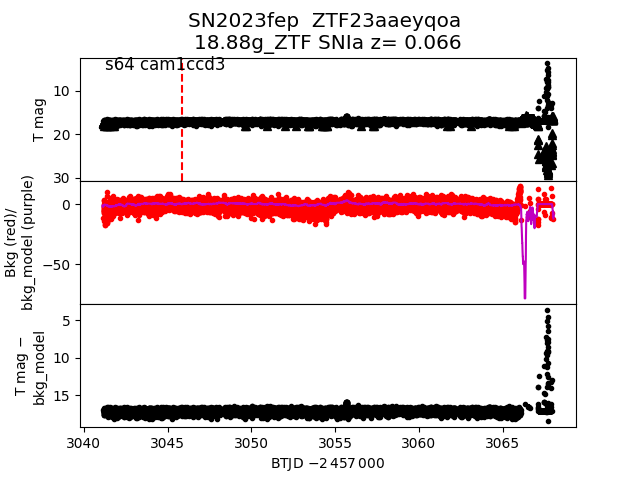 SN2023fep ZTF23aaeyqoa
18.88g_ZTF SNIa z= 0.066
s64 cam1ccd3
10
20
30
T mag
0
−50
Bkg (red)/
bkg_model (purple)
5
10
15
T mag −
bkg_model
3040 3045 3050 3055 3060 3065
BTJD −2 457 000